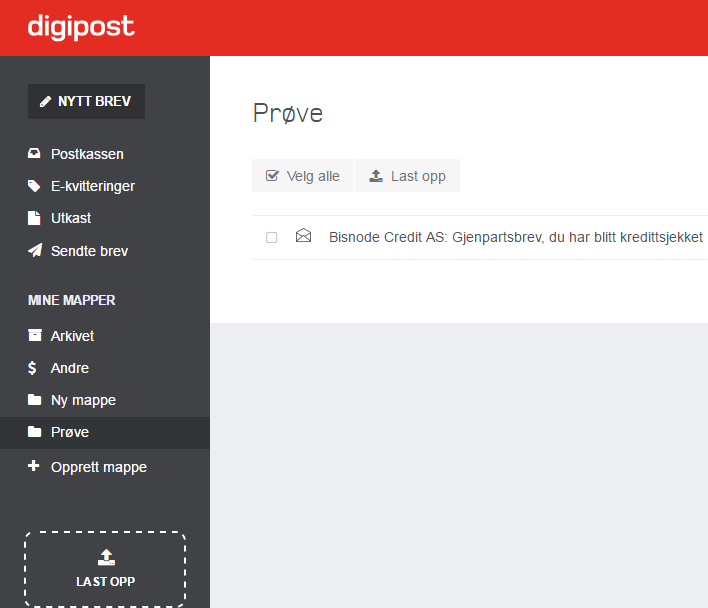 digipost
NYTT BREV
Postkassen
E-kvitteringer
Utkast
Sendte brev
MINE MAPPER
Arkivet
Andre
Ny mappe
Prøve
Opprett mappe
LAST OPP
Prøve
Velg alle
Last opp
Bisnode Credit AS: Gjenpartsbrev, du har blitt kredittsjekket